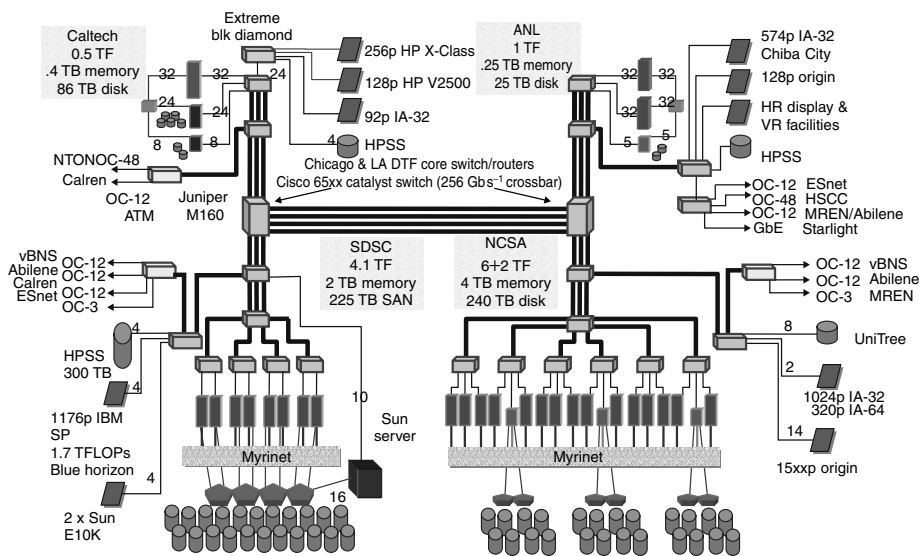 Extreme
blk diamond
Caltech
0.5 TF
.4 TB memory
86 TB disk
256p HP X-Class
128p HP V2500
92p IA-32
HPSS
32
32
24
24
24
8
8
4
ANL
1 TF
.25 TB memory
25 TB disk
574p IA-32
Chiba City
128p origin
HR display &
VR facilities
HPSS
32
32
32
32
5
5
NTONOC-48
Calren
OC-12
ATM
Juniper
M160
Chicago & LA DTF core switch/routers
Cisco 65xx catalyst switch (256 Gb s−1 crossbar)
OC-12 ESnet
OC-48 HSCC
OC-12 MREN/Abilene
GbE Starlight
SDSC
4.1 TF
2 TB memory
225 TB SAN
NCSA
6+2 TF
4 TB memory
240 TB disk
vBNS
Abilene
Calren
ESnet
OC-12
OC-12
OC-12
OC-3
OC-12 vBNS
OC-12 Abilene
OC-3 MREN
4
HPSS
300 TB
4
1176p IBM
SP
1.7 TFLOPs
Blue horizon
4
2 x Sun
E10K
10
Sun
server
16
Myrinet
Myrinet
8
UniTree
2
1024p IA-32
320p IA-64
14
15xxp origin